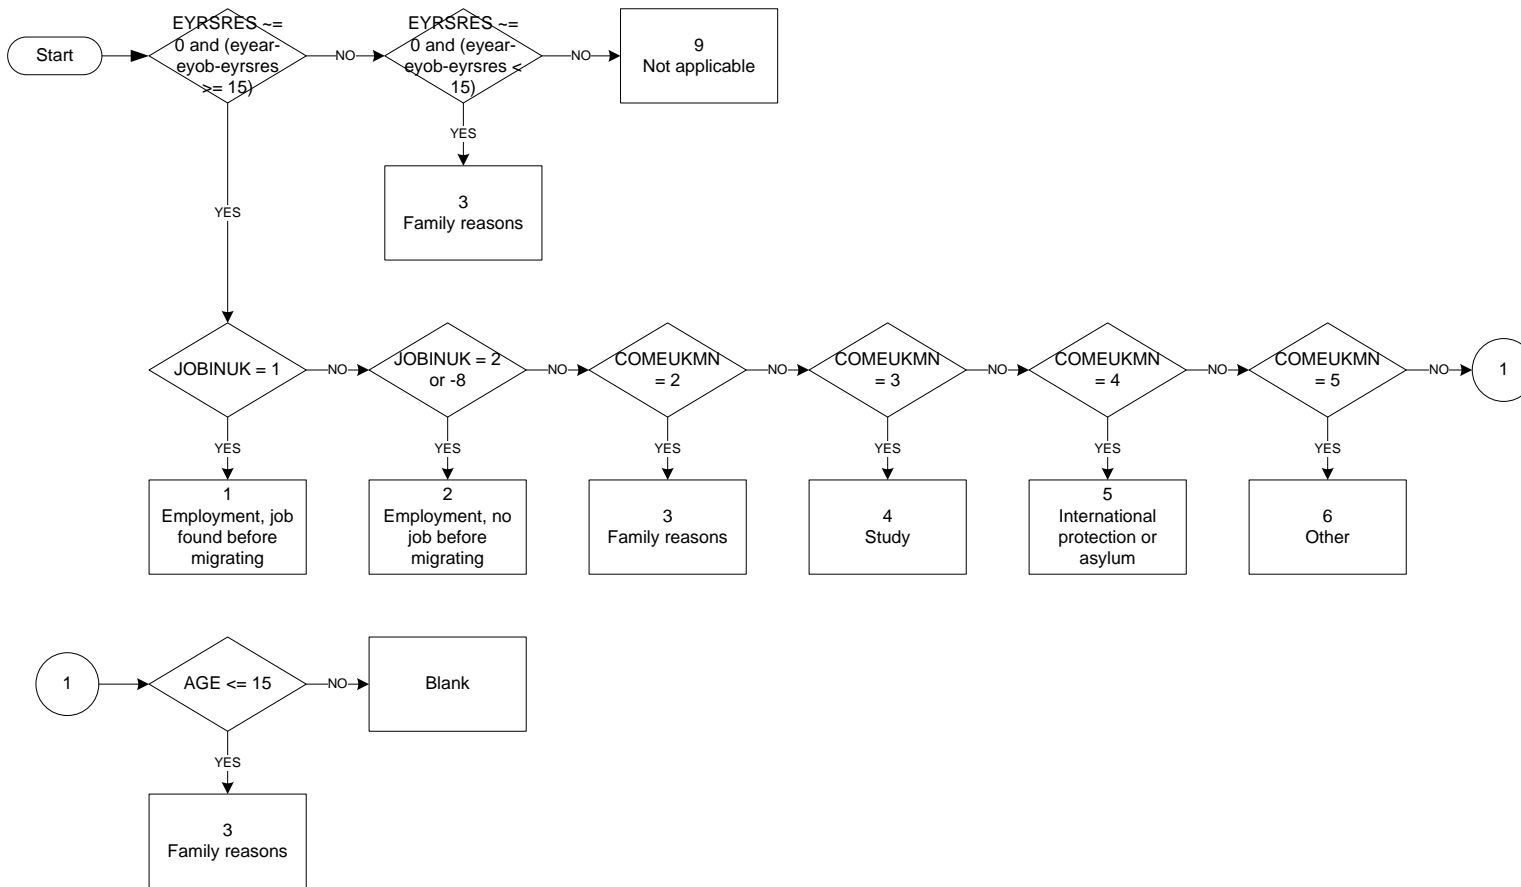 Start
EYRSRES ~=
0 and (eyear-
eyob-eyrsres
>= 15)
NO
EYRSRES ~=
0 and (eyear-
eyob-eyrsres <
15)
NO
9
Not applicable
YES
3
Family reasons
YES
JOBINUK = 1
NO
JOBINUK = 2
or -8
NO
COMEUKMN
= 2
NO
COMEUKMN
= 3
NO
COMEUKMN
= 4
NO
COMEUKMN
= 5
NO
1
YES
YES
YES
YES
YES
YES
1
Employment, job
found before
migrating
2
Employment, no
job before
migrating
3
Family reasons
4
Study
5
International
protection or
asylum
6
Other
1
AGE <= 15
NO
Blank
YES
3
Family reasons